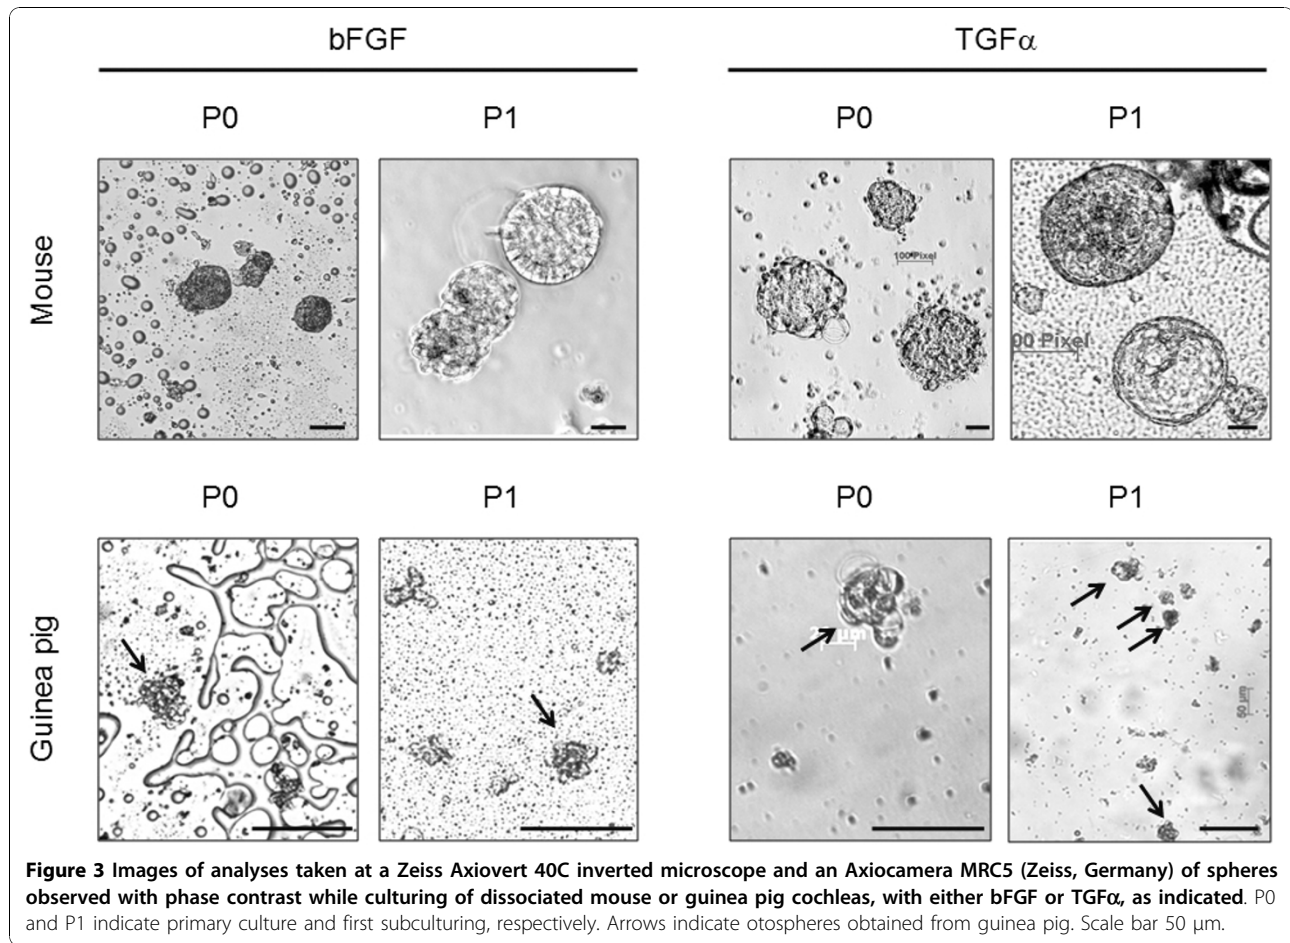 bFGF
TGFα
P0
P1
P0
P1
Mouse
100 Pixel
00 Pixel
P0
P1
P0
P1
Guinea pig
µm
50 µm
Figure 3 Images of analyses taken at a Zeiss Axiovert 40C inverted microscope and an Axiocamera MRC5 (Zeiss, Germany) of spheres
observed with phase contrast while culturing of dissociated mouse or guinea pig cochleas, with either bFGF or TGFα, as indicated. P0
and P1 indicate primary culture and first subculturing, respectively. Arrows indicate otospheres obtained from guinea pig. Scale bar 50 μm.